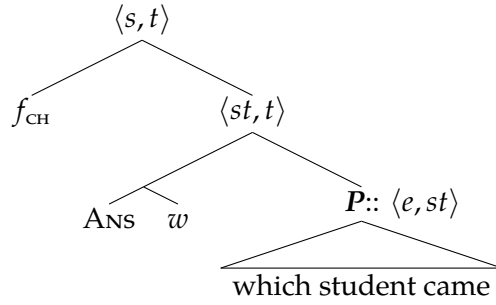 ⟨s, t⟩
f_CH
⟨st, t⟩
ANS w
P:: ⟨e, st⟩
which student came